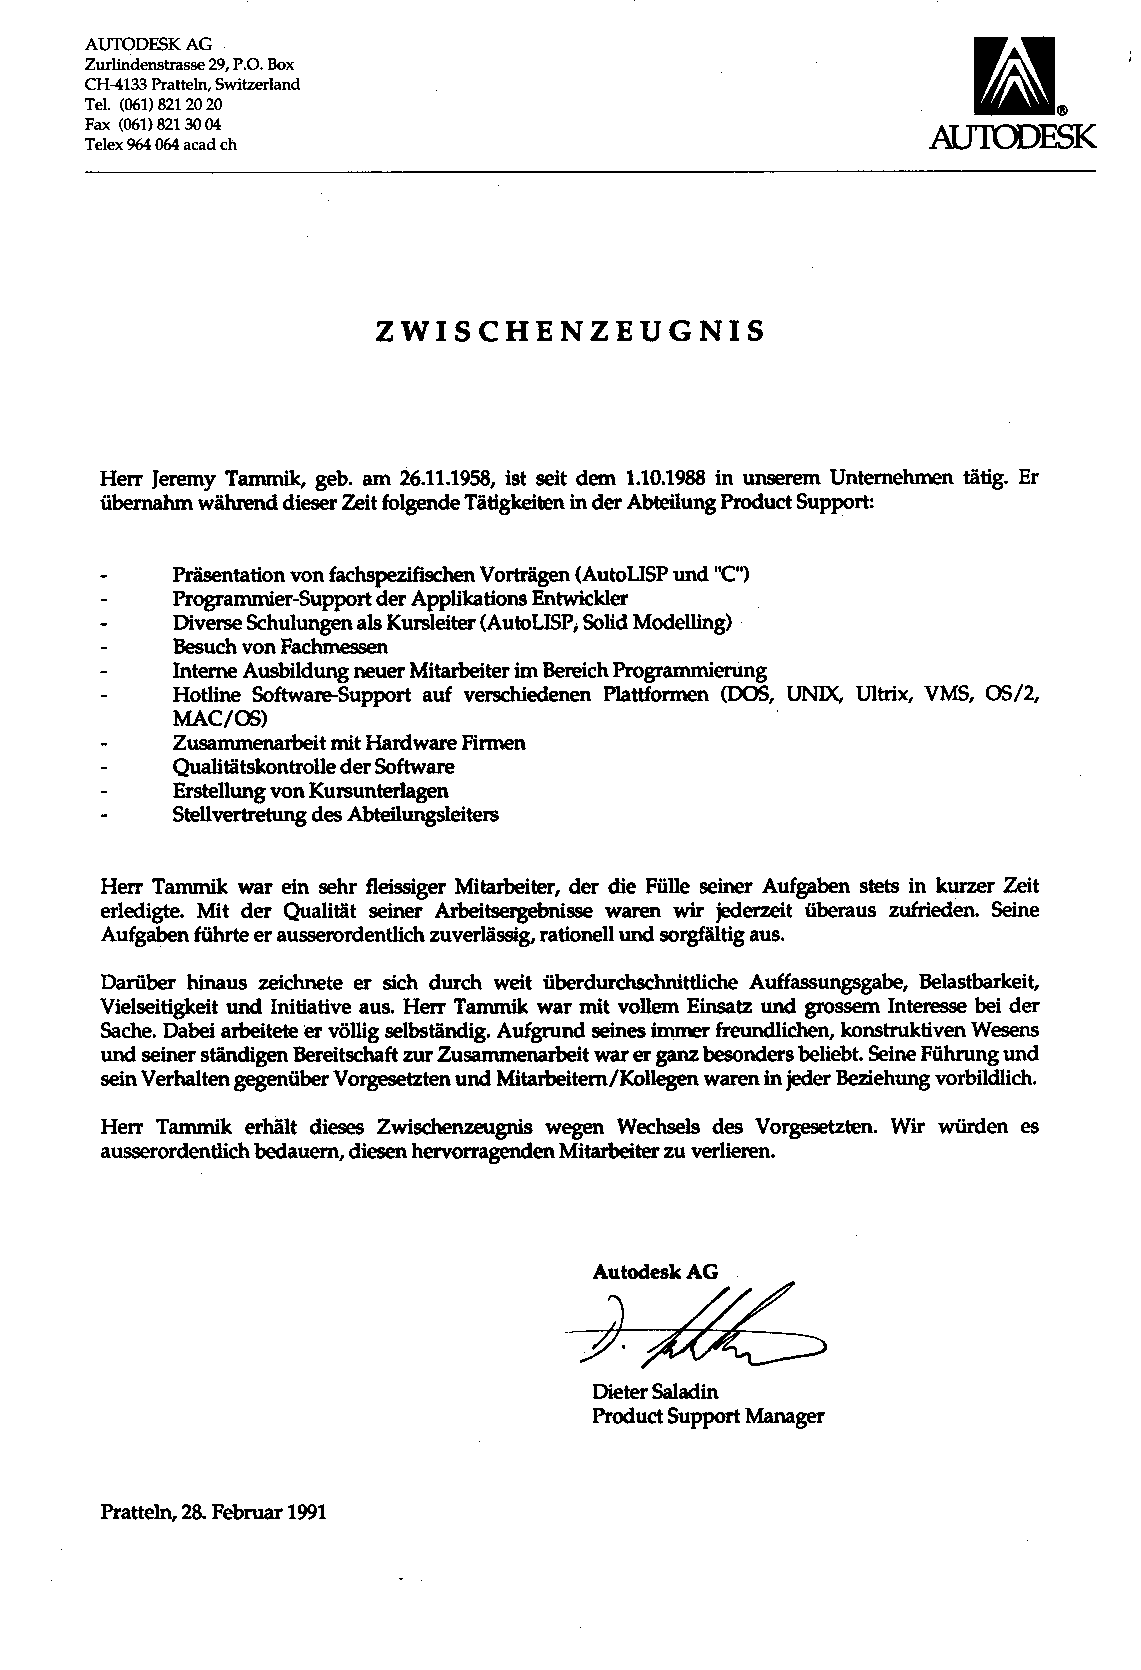 AUTODESK AG
Zurlindenstrasse 29, P.O. Box
CH-4133 Pratteln, Switzerland
Tel. (061) 821 20 20
Fax (061) 821 30 04
Telex 964 064 acad ch
®
AUTODESK
ZWISCHENZEUGNIS
Herr Jeremy Tammik, geb. am 26.11.1958, ist seit dem 1.10.1988 in unserem Unternehmen tätig. Er
übernahm während dieser Zeit folgende Tätigkeiten in der Abteilung Product Support:
- Präsentation von fachspezifischen Vorträgen (AutoLISP und "C")
- Programmier-Support der Applikations Entwickler
- Diverse Schulungen als Kursleiter (AutoLISP, Solid Modelling)
- Besuch von Fachmessen
- Interne Ausbildung neuer Mitarbeiter im Bereich Programmierung
- Hotline Software-Support auf verschiedenen Plattformen (DOS, UNIX, Ultrix, VMS, OS/2,
MAC/OS)
- Zusammenarbeit mit Hardware Firmen
- Qualitätskontrolle der Software
- Erstellung von Kursunterlagen
- Stellvertretung des Abteilungsleiters
Herr Tammik war ein sehr fleissiger Mitarbeiter, der die Fülle seiner Aufgaben stets in kurzer Zeit
erledigte. Mit der Qualität seiner Arbeitsergebnisse waren wir jederzeit überaus zufrieden. Seine
Aufgaben führte er ausserordentlich zuverlässig, rationell und sorgfältig aus.
Darüber hinaus zeichnete er sich durch weit überdurchschnittliche Auffassungsgabe, Belastbarkeit,
Vielseitigkeit und Initiative aus. Herr Tammik war mit vollem Einsatz und grossem Interesse bei der
Sache. Dabei arbeitete er völlig selbständig. Aufgrund seines immer freundlichen, konstruktiven Wesens
und seiner ständigen Bereitschaft zur Zusammenarbeit war er ganz besonders beliebt. Seine Führung und
sein Verhalten gegenüber Vorgesetzten und Mitarbeitern/Kollegen waren in jeder Beziehung vorbildlich.
Herr Tammik erhält dieses Zwischenzeugnis wegen Wechsels des Vorgesetzten. Wir würden es
ausserordentlich bedauern, diesen hervorragenden Mitarbeiter zu verlieren.
Autodesk AG
Dieter Saladin
Product Support Manager
Pratteln, 28. Februar 1991